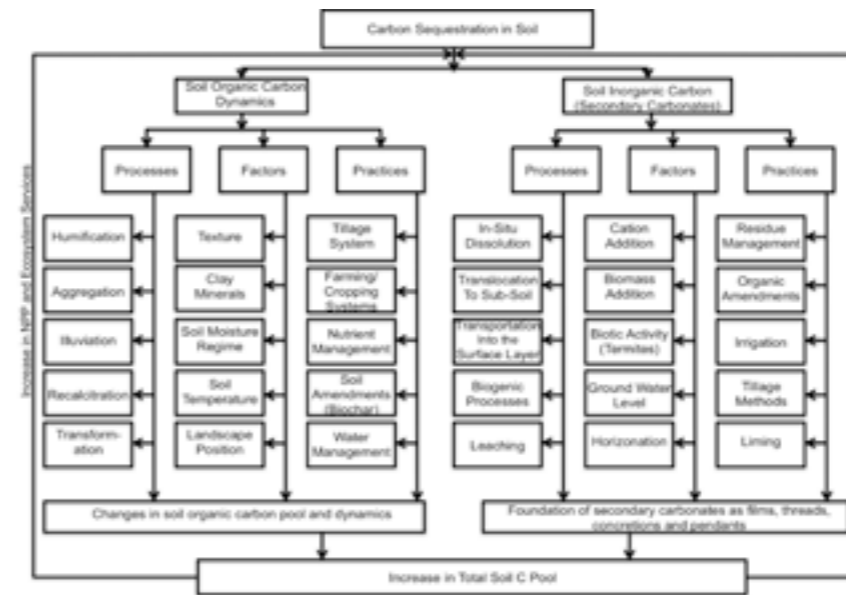 Carbon Sequestration in Soil
Soil Organic Carbon
Dynamics
Soil Inorganic Carbon
(Secondary Carbonates)
Processes
Factors
Practices
Processes
Factors
Practices
Humification
Texture
Tillage
System
In-Situ
Dissolution
Cation
Addition
Residue
Management
Aggregation
Clay
Minerals
Farming/
Cropping
Systems
Translocation
To Sub-Soil
Biomass
Addition
Organic
Amendments
Illuviation
Soil Moisture
Regime
Nutrient
Management
Transportation
Into the
Surface Layer
Biotic Activity
(Termites)
Irrigation
Recalcitration
Soil
Temperature
Soil
Amendments
(Biochar)
Biogenic
Processes
Ground Water
Level
Tillage
Methods
Transform-
ation
Landscape
Position
Water
Management
Leaching
Horizonation
Liming
Changes in soil organic carbon pool and dynamics
Foundation of secondary carbonates as films, threads,
concretions and pendants
Increase in Total Soil C Pool
Increase in NPP and Ecosystem Services